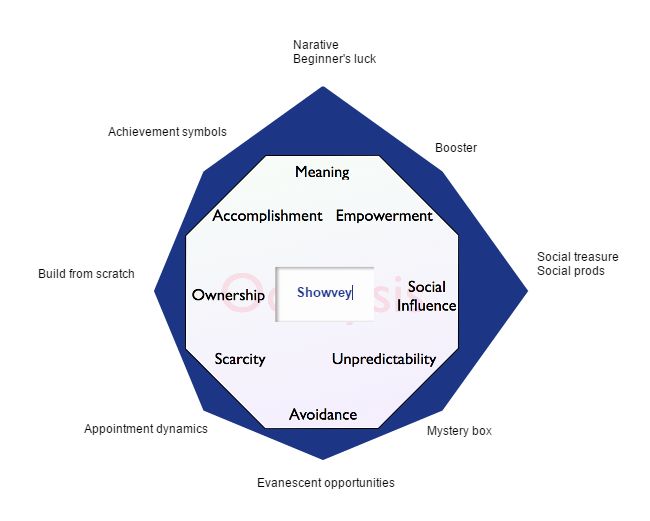 Narative
Beginner's luck
Achievement symbols
Booster
Meaning
Accomplishment Empowerment
Social treasure
Social prods
Build from scratch
Ownership
Showvey
Social
Influence
Scarcity
Unpredictability
Avoidance
Appointment dynamics
Mystery box
Evanescent opportunities